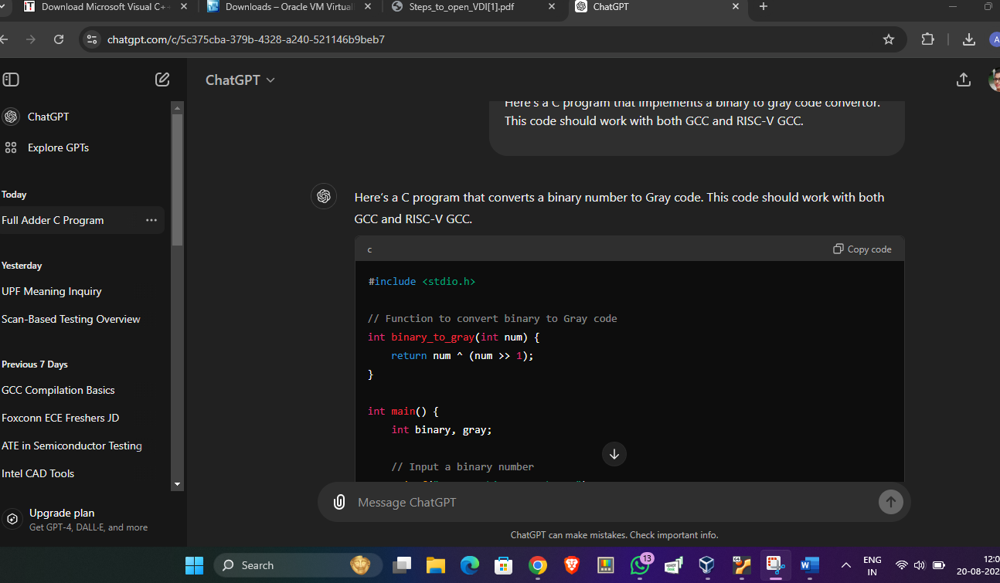 Download Microsoft Visual C+
Downloads – Oracle VM Virtual
Steps_to_open_VDI[1].pdf
ChatGPT
chatgpt.com/c/5c375cba-379b-4328-a240-521146b9beb7
A
ChatGPT
ChatGPT
Explore GPTs
Today
Full Adder C Program
Yesterday
UPF Meaning Inquiry
Scan-Based Testing Overview
Previous 7 Days
GCC Compilation Basics
Foxconn ECE Freshers JD
ATE in Semiconductor Testing
Intel CAD Tools
Upgrade plan
Get GPT-4, DALL·E, and more
Here's a C program that implements a binary to gray code convertor.
This code should work with both GCC and RISC-V GCC.
Here's a C program that converts a binary number to Gray code. This code should work with both
GCC and RISC-V GCC.
c
Copy code
#include <stdio.h>
// Function to convert binary to Gray code
int binary_to_gray(int num) {
    return num ^ (num >> 1);
}
int main() {
    int binary, gray;
    // Input a binary number
Message ChatGPT
ChatGPT can make mistakes. Check important info.
Search
13
ENG
IN
12:0
20-08-202